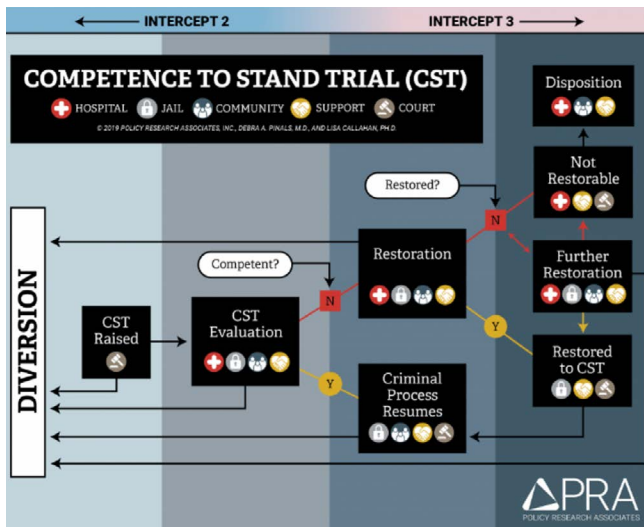 INTERCEPT 2
INTERCEPT 3
COMPETENCE TO STAND TRIAL (CST)
HOSPITAL JAIL COMMUNITY SUPPORT COURT
© 2019 POLICY RESEARCH ASSOCIATES, INC., DEBRA A. PINALS, M.D., AND LISA CALLAHAN, PH.D.
Disposition
Not
Restorable
Restored?
N
Further
Restoration
Restoration
Competent?
N
DIVERSION
CST
Raised
CST
Evaluation
Y
Y
Restored
to CST
Criminal
Process
Resumes
PRA
POLICY RESEARCH ASSOCIATES